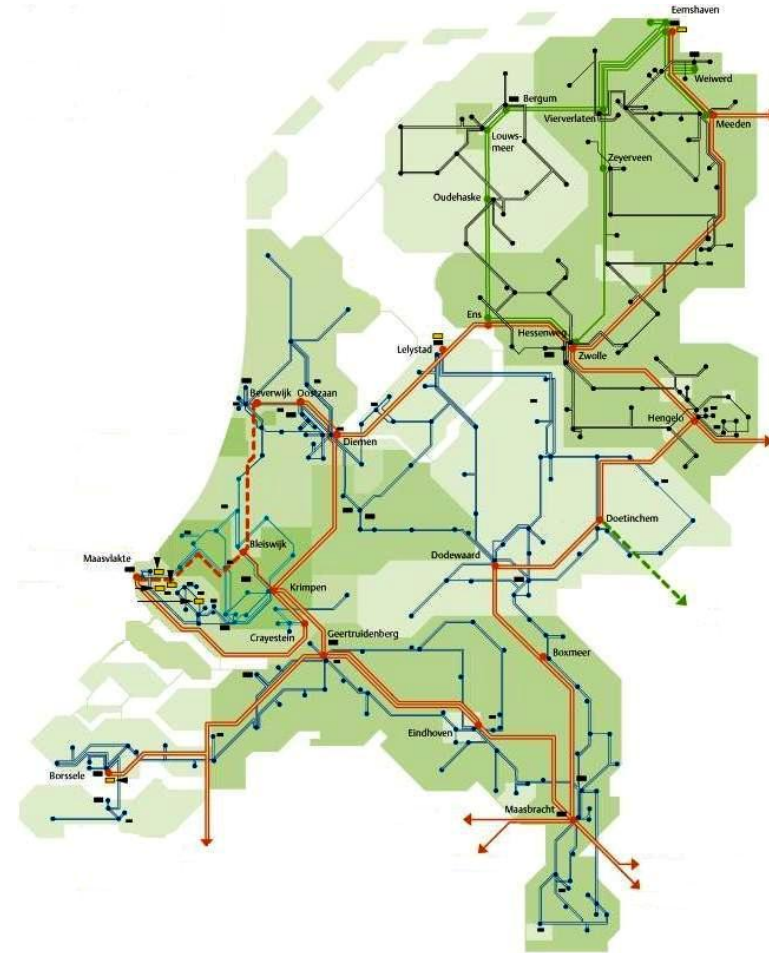 Eemshaven
Weiwerd
Bergum
Vierverlaten
Meeden
Louws-
meer
Zeyerveen
Oudehaske
Ens
Hessenweg
Lelystad
Zwolle
Beverwijk
Oostzaan
Hengelo
Diemen
Doetinchem
Bleiswijk
Dodewaard
Maasvlakte
Krimpen
Crayestein
Geertruidenberg
Boxmeer
Eindhoven
Borssele
Maasbracht